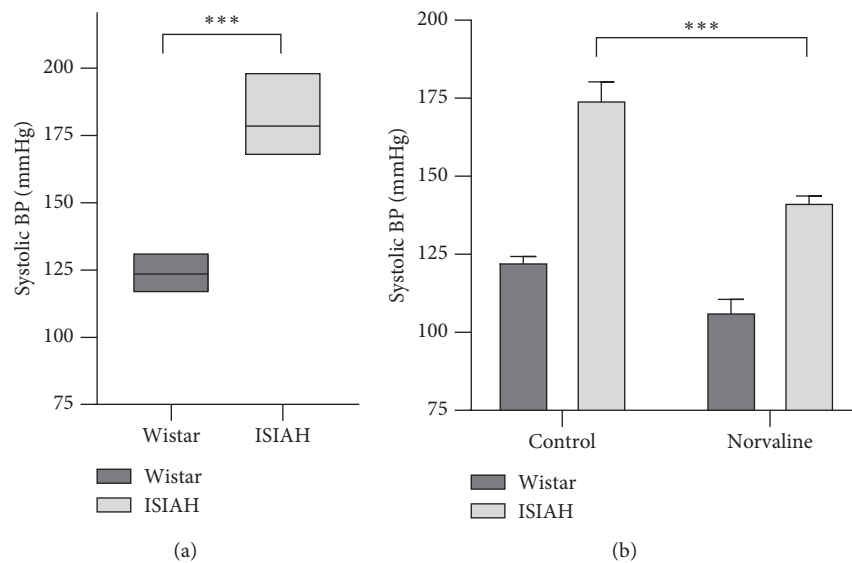 ***
200
175
150
125
100
75
Systolic BP (mmHg)
Wistar ISIAH
Wistar
ISIAH
(a)
200
175
150
125
100
75
Systolic BP (mmHg)
***
Control Norvaline
Wistar
ISIAH
(b)